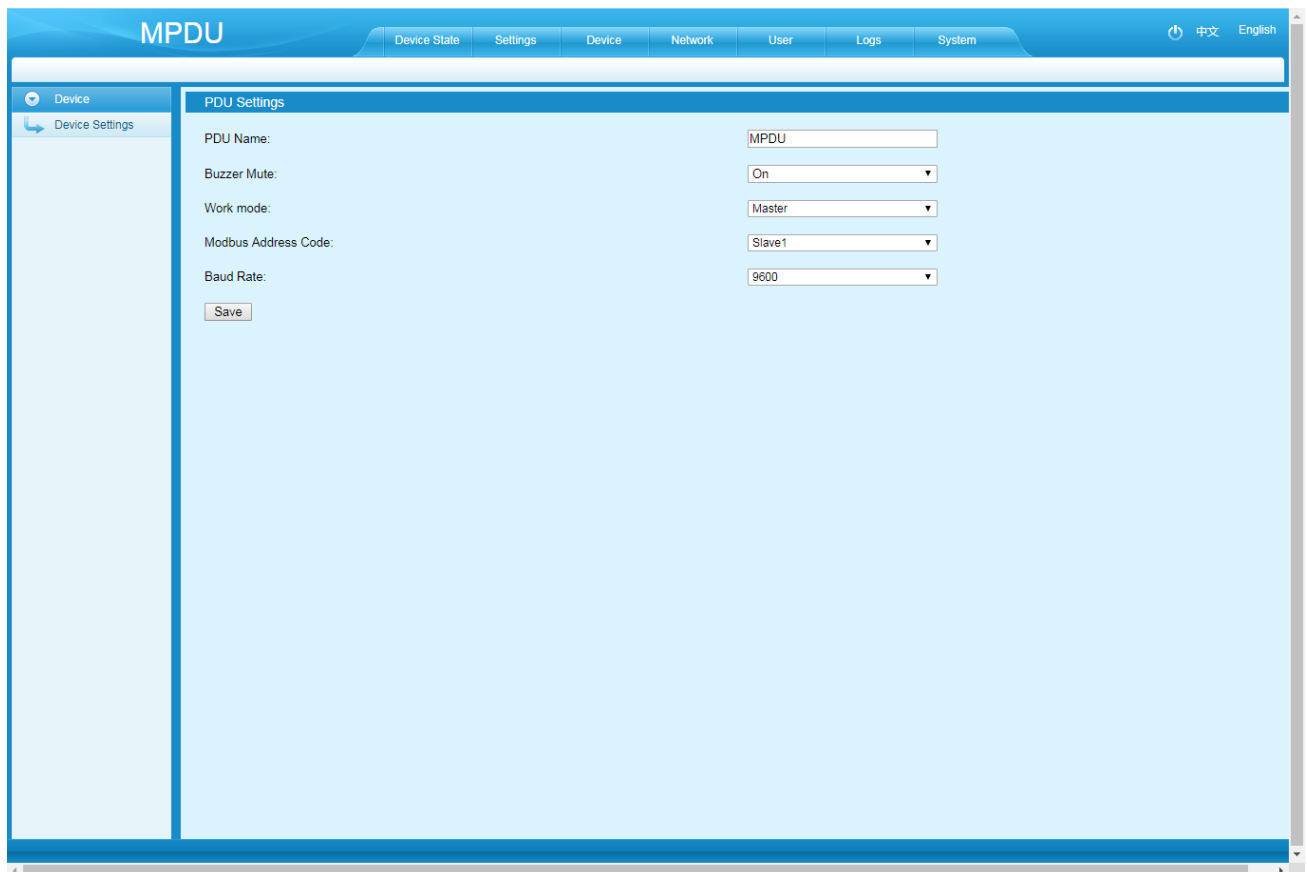 MPDU
Device State Settings Device Network User Logs System
中文 English
Device
Device Settings
PDU Settings
PDU Name: MPDU
Buzzer Mute: On
Work mode: Master
Modbus Address Code: Slave1
Baud Rate: 9600
Save